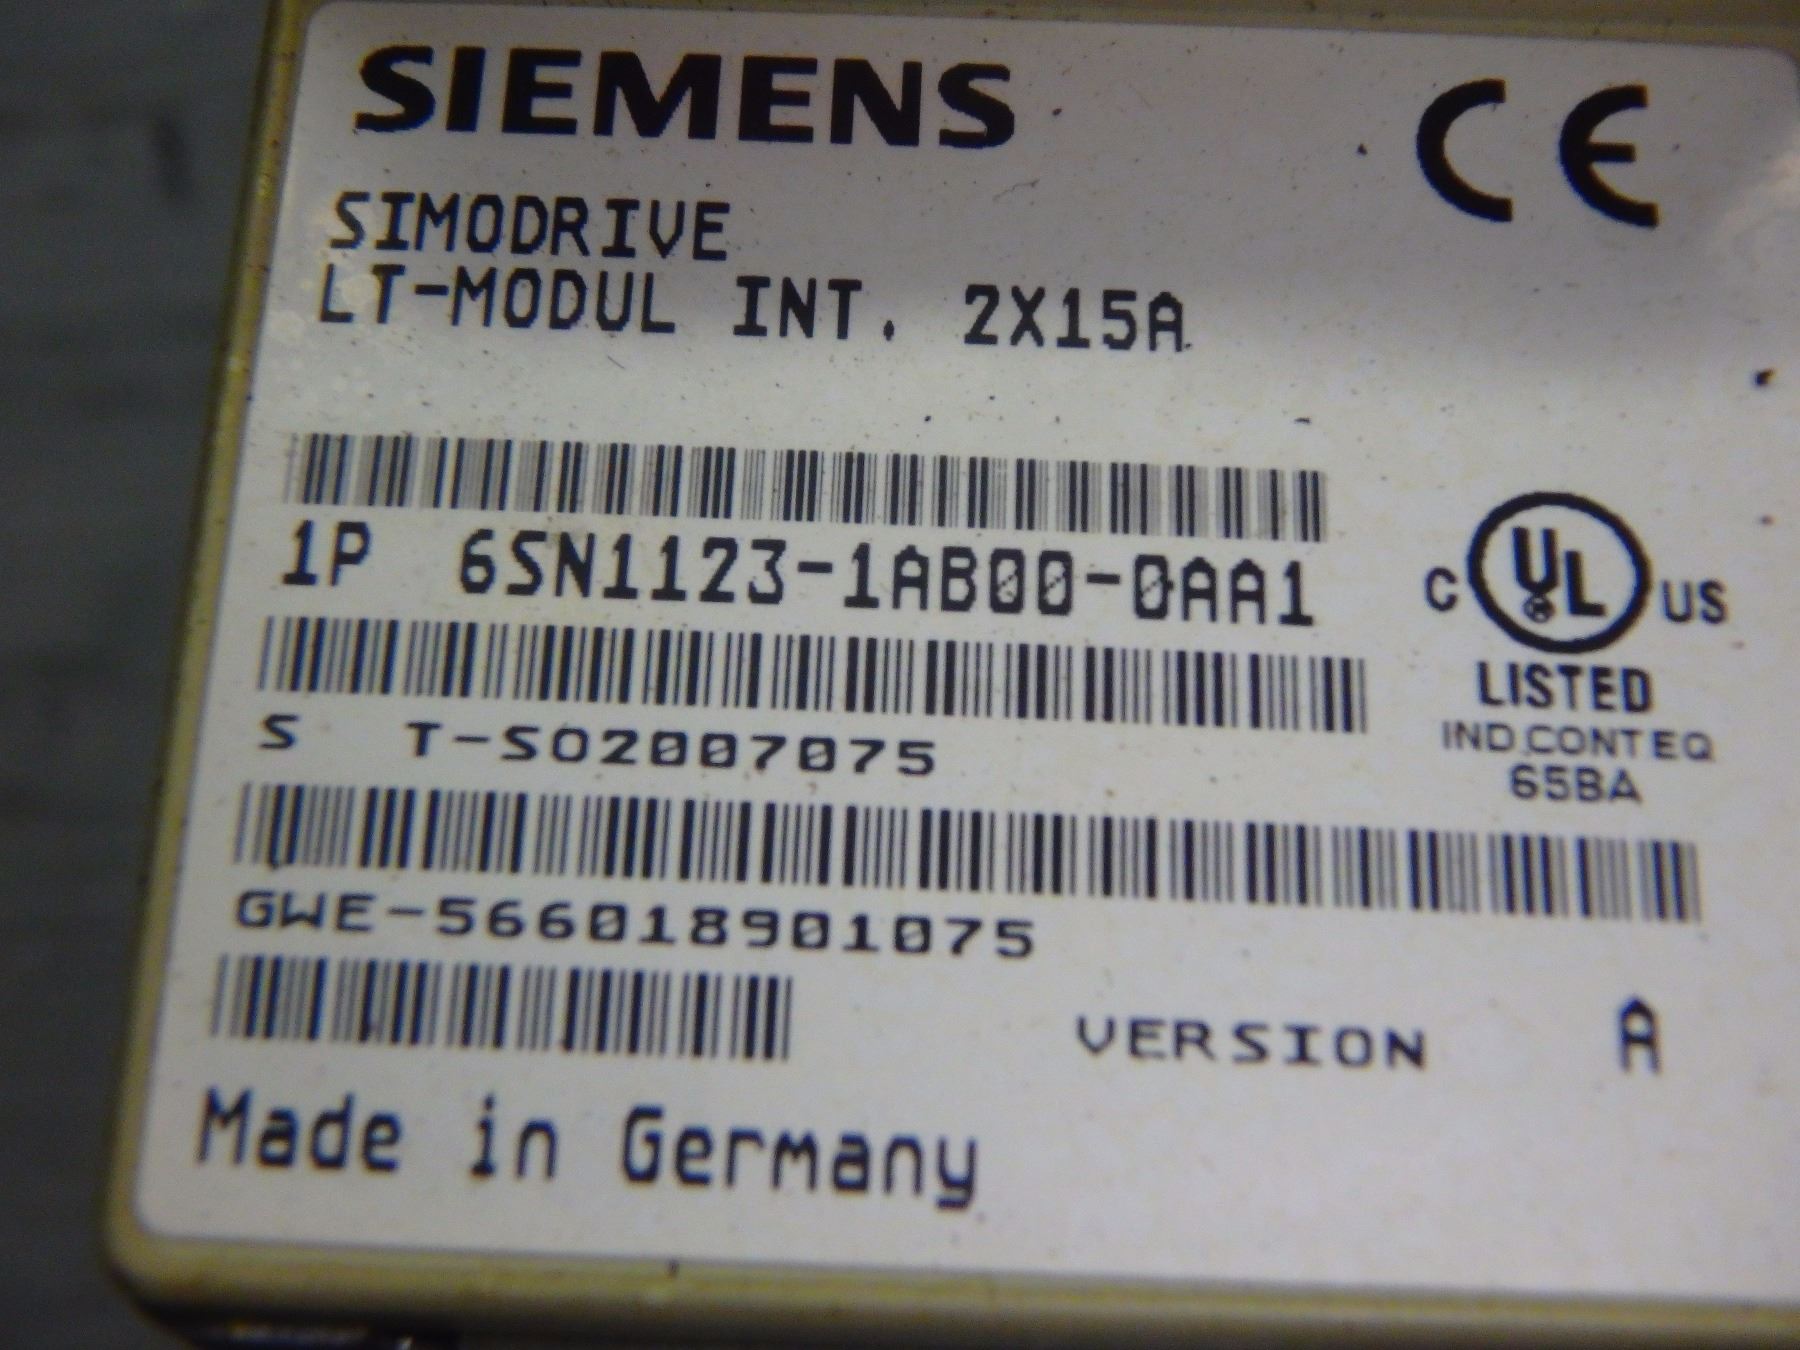 SIEMENS
CE
SIMODRIVE
LT-MODUL INT. 2X15A
1P 6SN1123-1AB00-0AA1
C UL US
LISTED
IND.CONT.EQ
65BA
S T-SO2007075
GWE-566018901075
VERSION A
Made in Germany